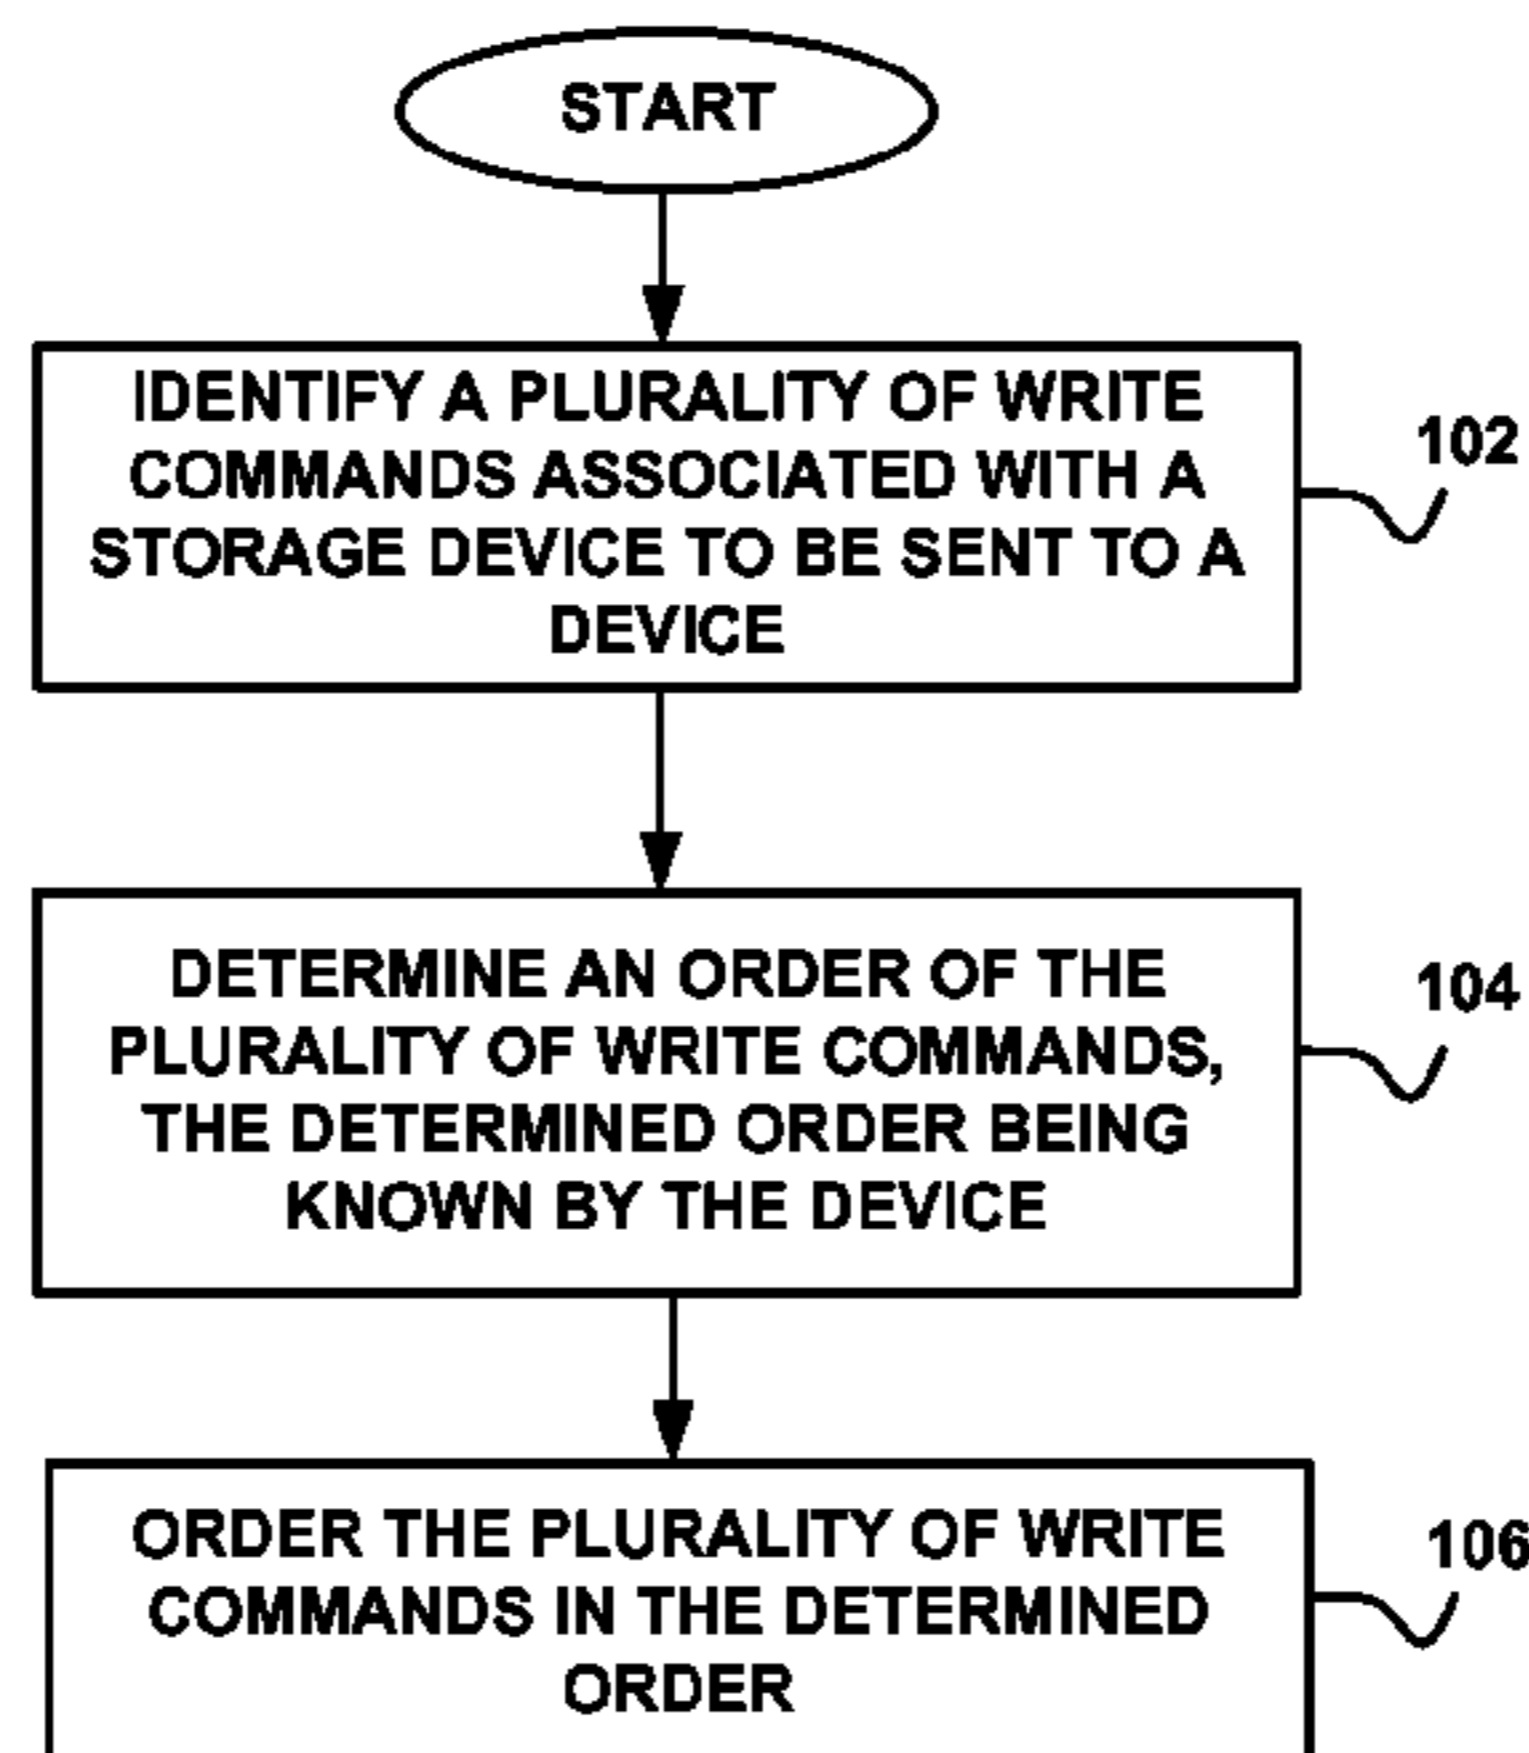 START
IDENTIFY A PLURALITY OF WRITE
COMMANDS ASSOCIATED WITH A
STORAGE DEVICE TO BE SENT TO A
DEVICE
102
DETERMINE AN ORDER OF THE
PLURALITY OF WRITE COMMANDS,
THE DETERMINED ORDER BEING
KNOWN BY THE DEVICE
104
ORDER THE PLURALITY OF WRITE
COMMANDS IN THE DETERMINED
ORDER
106